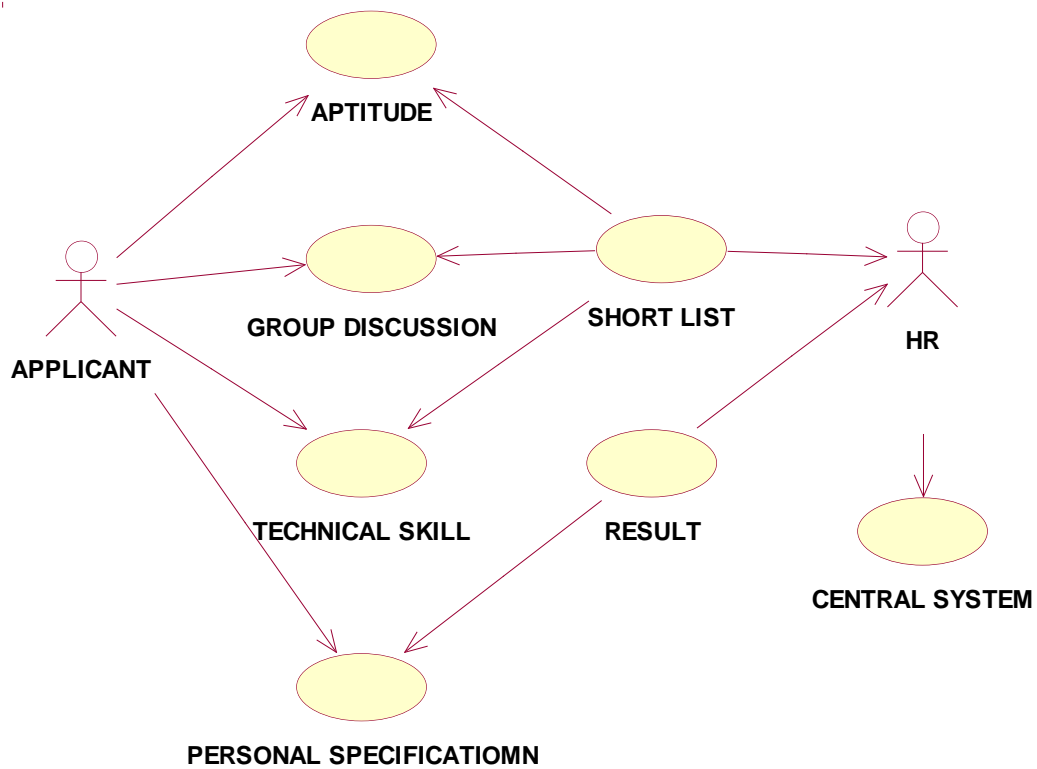 APTITUDE
GROUP DISCUSSION
SHORT LIST
HR
APPLICANT
TECHNICAL SKILL
RESULT
CENTRAL SYSTEM
PERSONAL SPECIFICATIOMN